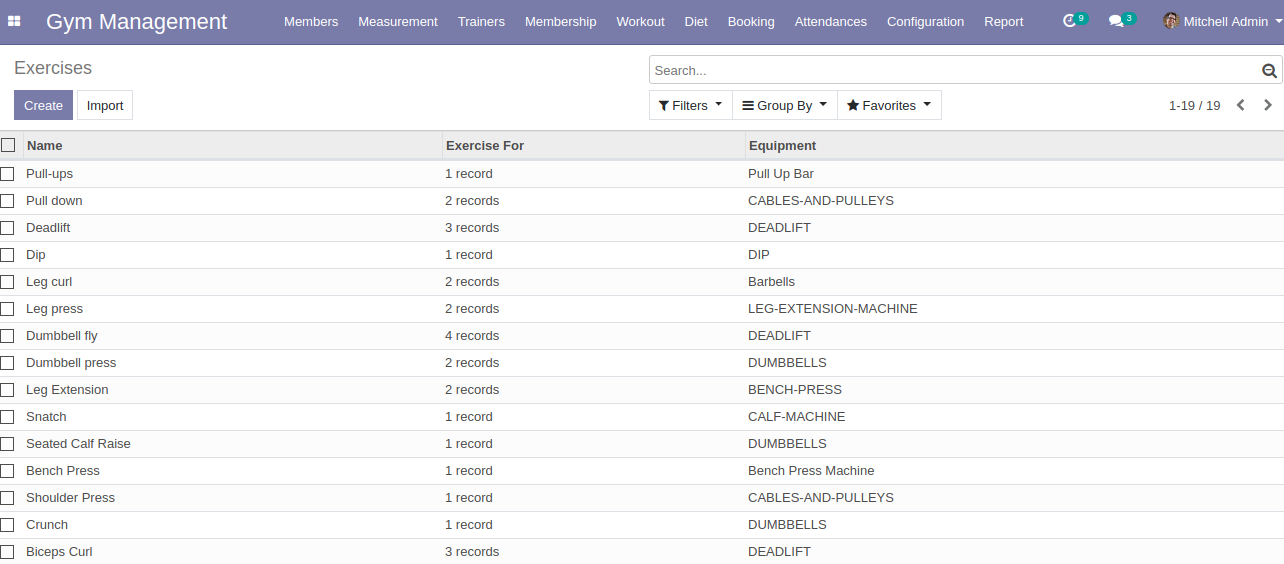 Gym Management Members Measurement Trainers Membership Workout Diet Booking Attendances Configuration Report 9 3 Mitchell Admin
Exercises Search...
Create Import Filters Group By Favorites 1-19 / 19
Name Exercise For Equipment
Pull-ups 1 record Pull Up Bar
Pull down 2 records CABLES-AND-PULLEYS
Deadlift 3 records DEADLIFT
Dip 1 record DIP
Leg curl 2 records Barbells
Leg press 2 records LEG-EXTENSION-MACHINE
Dumbbell fly 4 records DEADLIFT
Dumbbell press 2 records DUMBBELLS
Leg Extension 2 records BENCH-PRESS
Snatch 1 record CALF-MACHINE
Seated Calf Raise 1 record DUMBBELLS
Bench Press 1 record Bench Press Machine
Shoulder Press 1 record CABLES-AND-PULLEYS
Crunch 1 record DUMBBELLS
Biceps Curl 3 records DEADLIFT